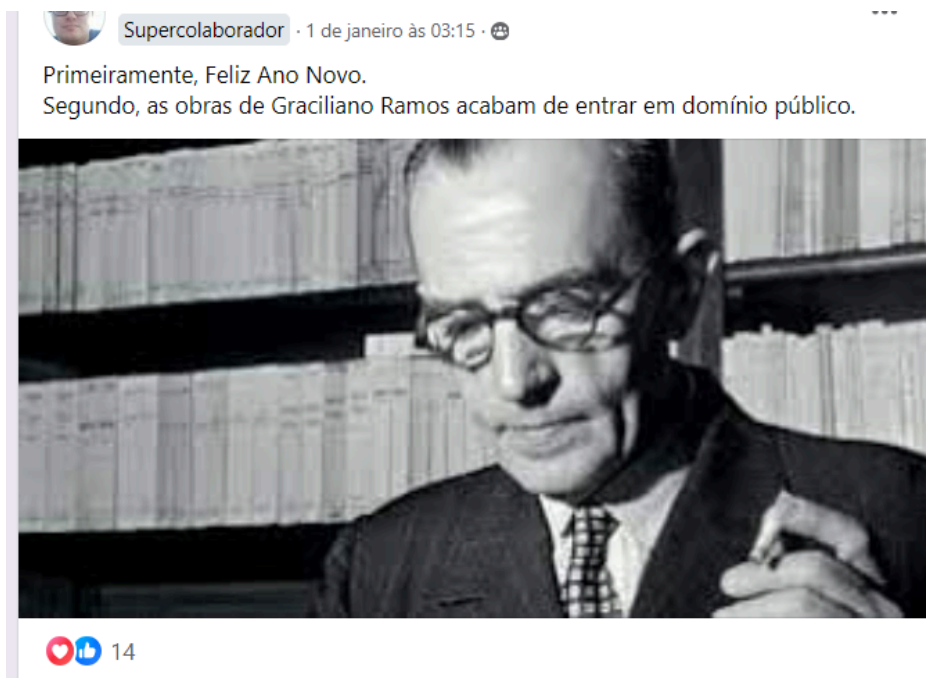 Supercolaborador · 1 de janeiro às 03:15 ·
Primeiramente, Feliz Ano Novo.
Segundo, as obras de Graciliano Ramos acabam de entrar em domínio público.
14